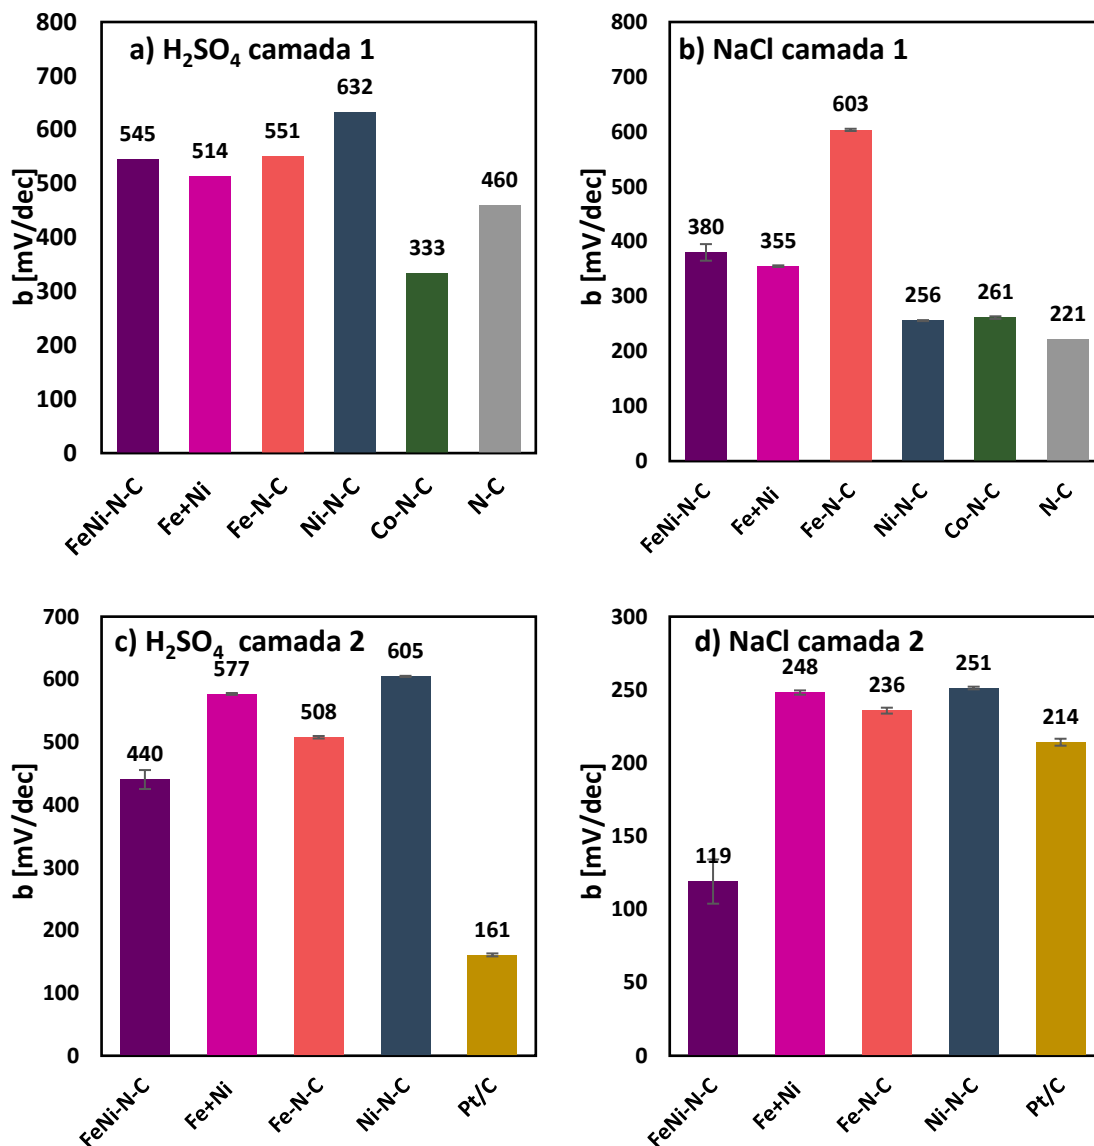 a) H₂SO₄ camada 1
b [mV/dec]
800
700
600
500
400
300
200
100
0
545
514
551
632
333
460
FeNi-N-C
Fe+Ni
Fe-N-C
Ni-N-C
Co-N-C
N-C
b) NaCl camada 1
b [mV/dec]
800
700
600
500
400
300
200
100
0
380
355
603
256
261
221
FeNi-N-C
Fe+Ni
Fe-N-C
Ni-N-C
Co-N-C
N-C
c) H₂SO₄ camada 2
b [mV/dec]
700
600
500
400
300
200
100
0
440
577
508
605
161
FeNi-N-C
Fe+Ni
Fe-N-C
Ni-N-C
Pt/C
d) NaCl camada 2
b [mV/dec]
300
250
200
150
100
50
0
119
248
236
251
214
FeNi-N-C
Fe+Ni
Fe-N-C
Ni-N-C
Pt/C